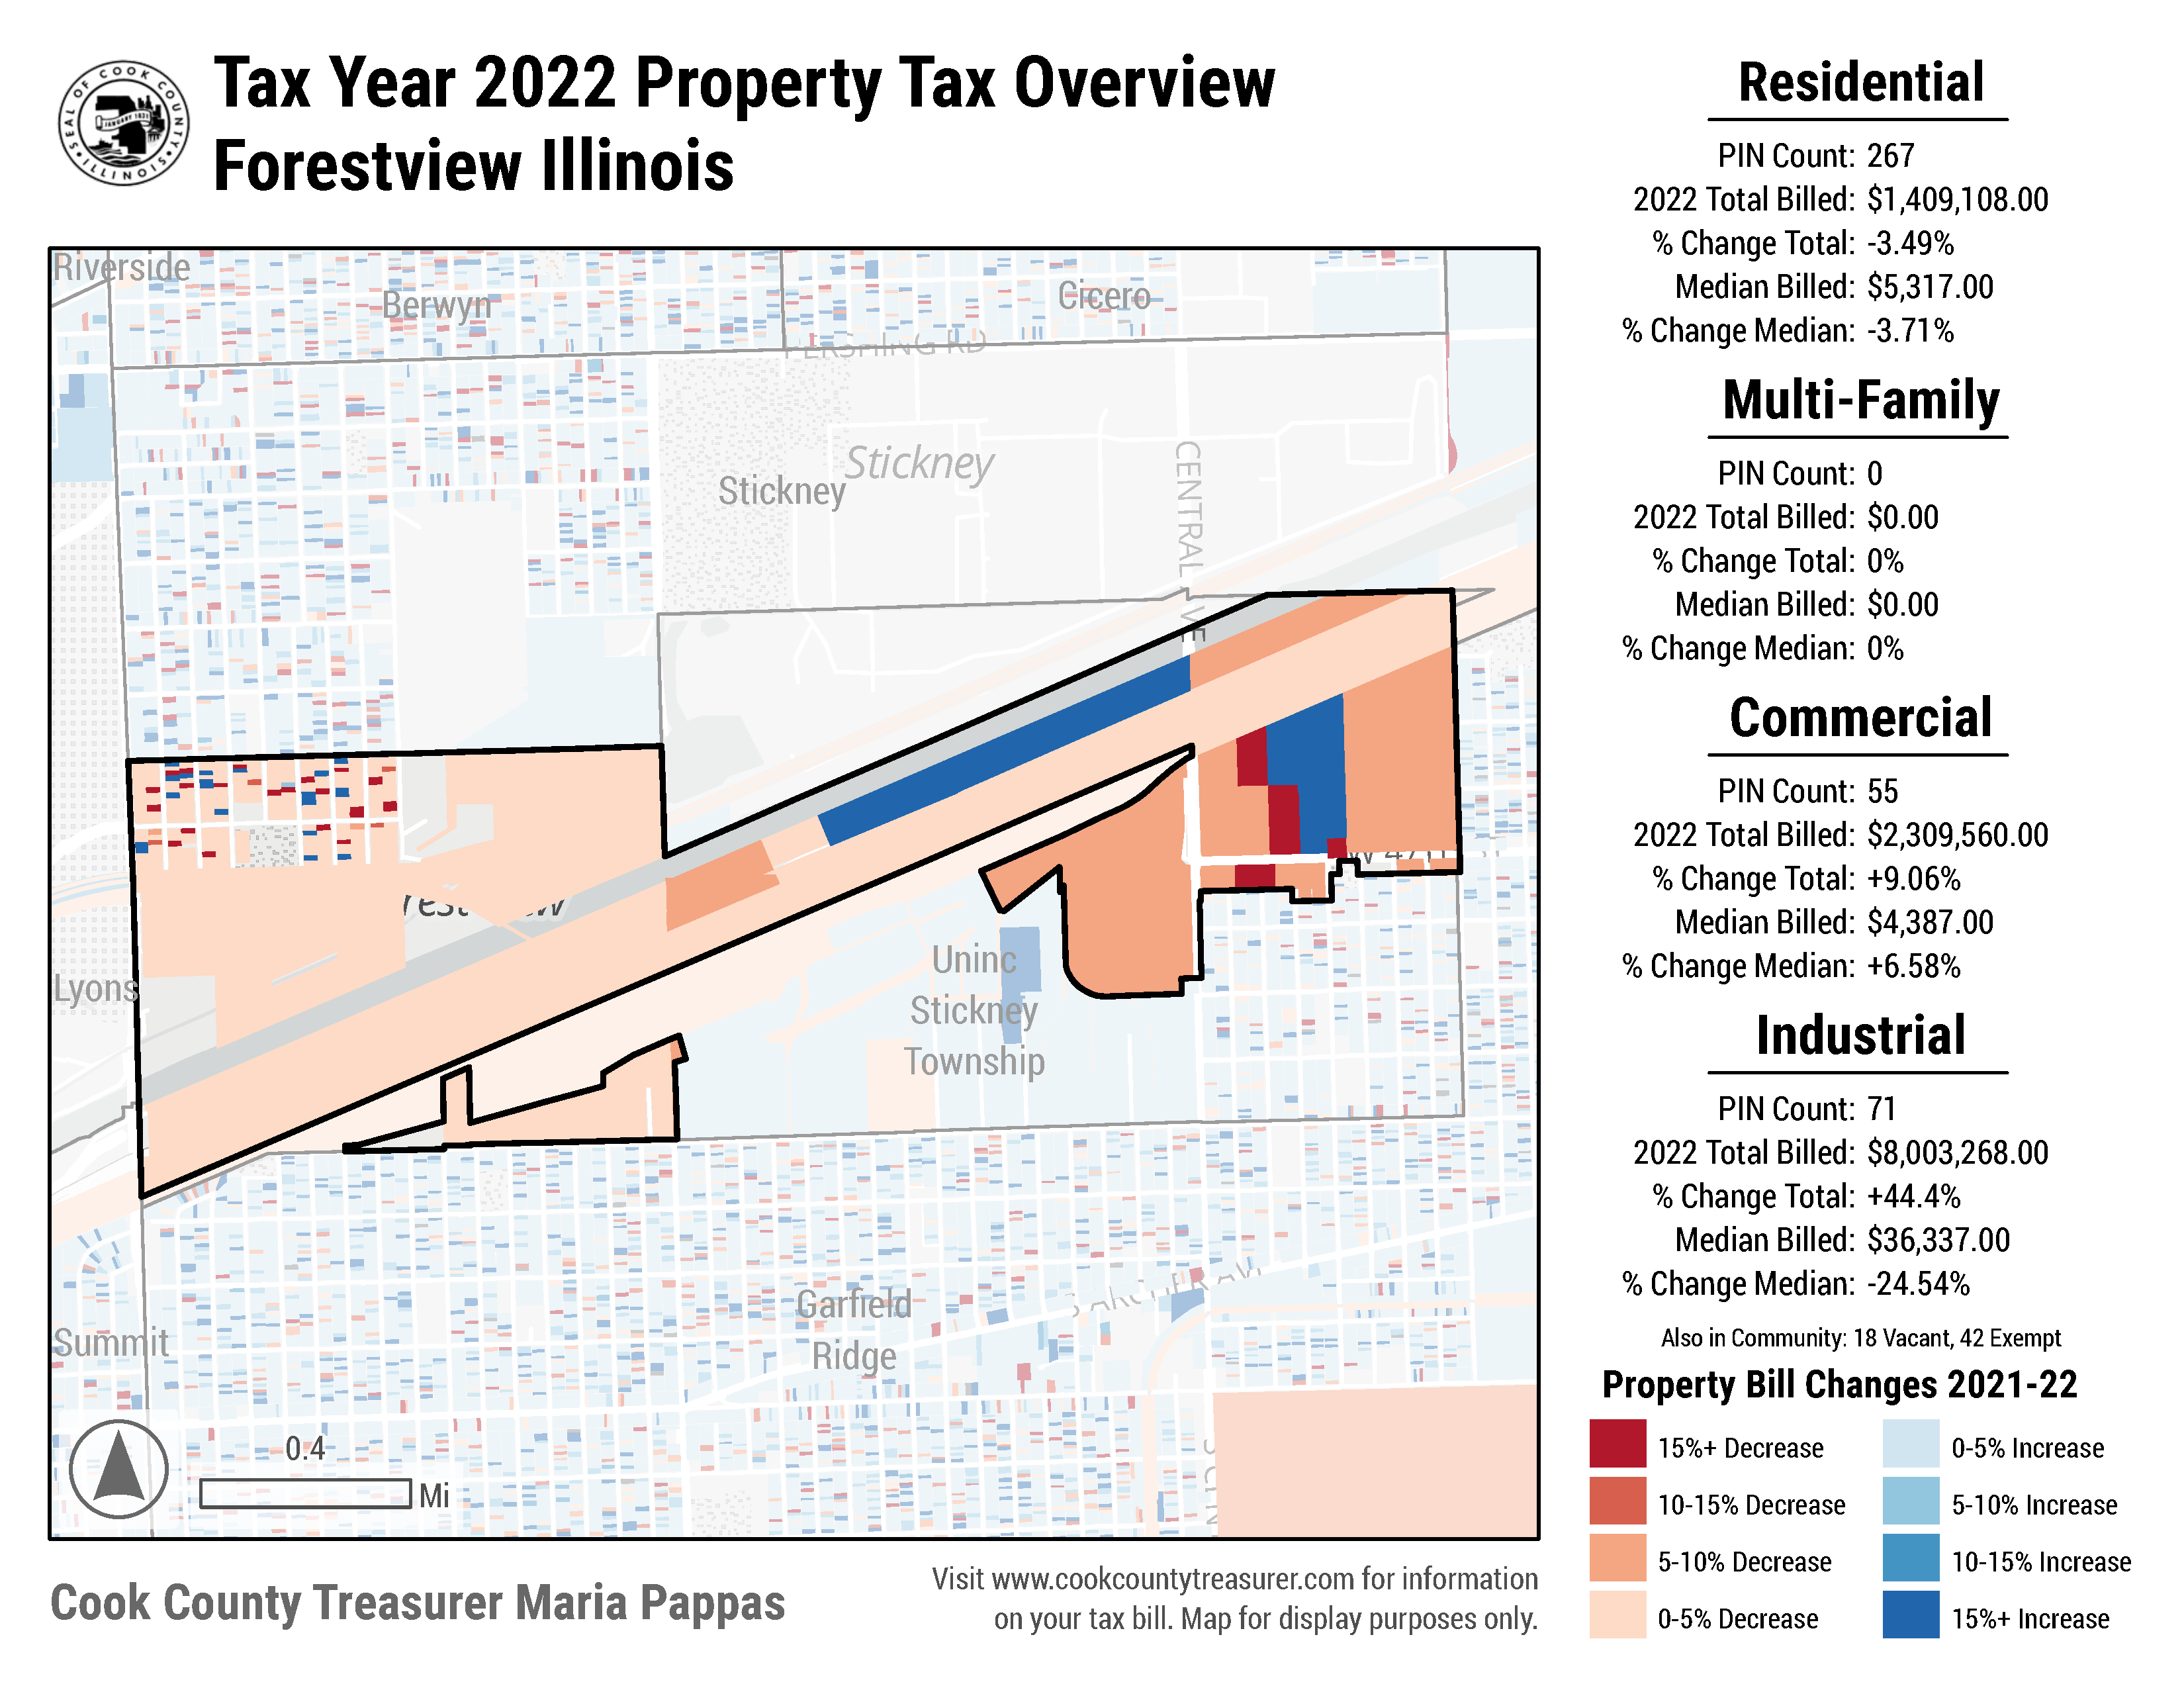 SEAL OF COOK COUNTY ILLINOIS
JANUARY 1831
Tax Year 2022 Property Tax Overview
Forestview Illinois
Riverside
Berwyn
Cicero
PERSHING RD
Stickney
Stickney
CENTRAL AVE
Lyons
Uninc
Stickney
Township
Garfield
Ridge
Summit
0.4
Mi
Cook County Treasurer Maria Pappas
Visit www.cookcountytreasurer.com for information
on your tax bill. Map for display purposes only.
Residential
PIN Count: 267
2022 Total Billed: $1,409,108.00
% Change Total: -3.49%
Median Billed: $5,317.00
% Change Median: -3.71%
Multi-Family
PIN Count: 0
2022 Total Billed: $0.00
% Change Total: 0%
Median Billed: $0.00
% Change Median: 0%
Commercial
PIN Count: 55
2022 Total Billed: $2,309,560.00
% Change Total: +9.06%
Median Billed: $4,387.00
% Change Median: +6.58%
Industrial
PIN Count: 71
2022 Total Billed: $8,003,268.00
% Change Total: +44.4%
Median Billed: $36,337.00
% Change Median: -24.54%
Also in Community: 18 Vacant, 42 Exempt
Property Bill Changes 2021-22
15%+ Decrease
10-15% Decrease
5-10% Decrease
0-5% Decrease
0-5% Increase
5-10% Increase
10-15% Increase
15%+ Increase